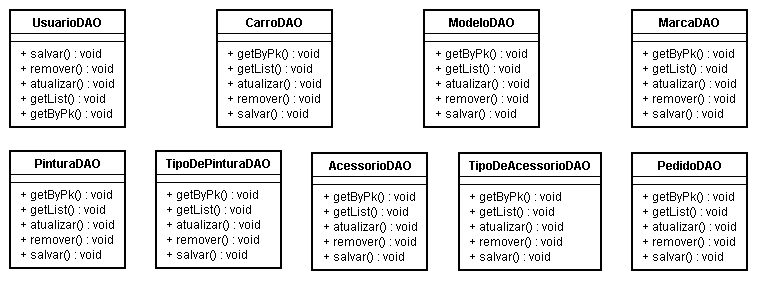 UsuarioDAO
+ salvar() : void
+ remover() : void
+ atualizar() : void
+ getList() : void
+ getByPk() : void
CarroDAO
+ getByPk() : void
+ getList() : void
+ atualizar() : void
+ remover() : void
+ salvar() : void
ModeloDAO
+ getByPk() : void
+ getList() : void
+ atualizar() : void
+ remover() : void
+ salvar() : void
MarcaDAO
+ getByPk() : void
+ getList() : void
+ atualizar() : void
+ remover() : void
+ salvar() : void
PinturaDAO
+ getByPk() : void
+ getList() : void
+ atualizar() : void
+ remover() : void
+ salvar() : void
TipoDePinturaDAO
+ getByPk() : void
+ getList() : void
+ atualizar() : void
+ remover() : void
+ salvar() : void
AcessorioDAO
+ getByPk() : void
+ getList() : void
+ atualizar() : void
+ remover() : void
+ salvar() : void
TipoDeAcessorioDAO
+ getByPk() : void
+ getList() : void
+ atualizar() : void
+ remover() : void
+ salvar() : void
PedidoDAO
+ getByPk() : void
+ getList() : void
+ atualizar() : void
+ remover() : void
+ salvar() : void